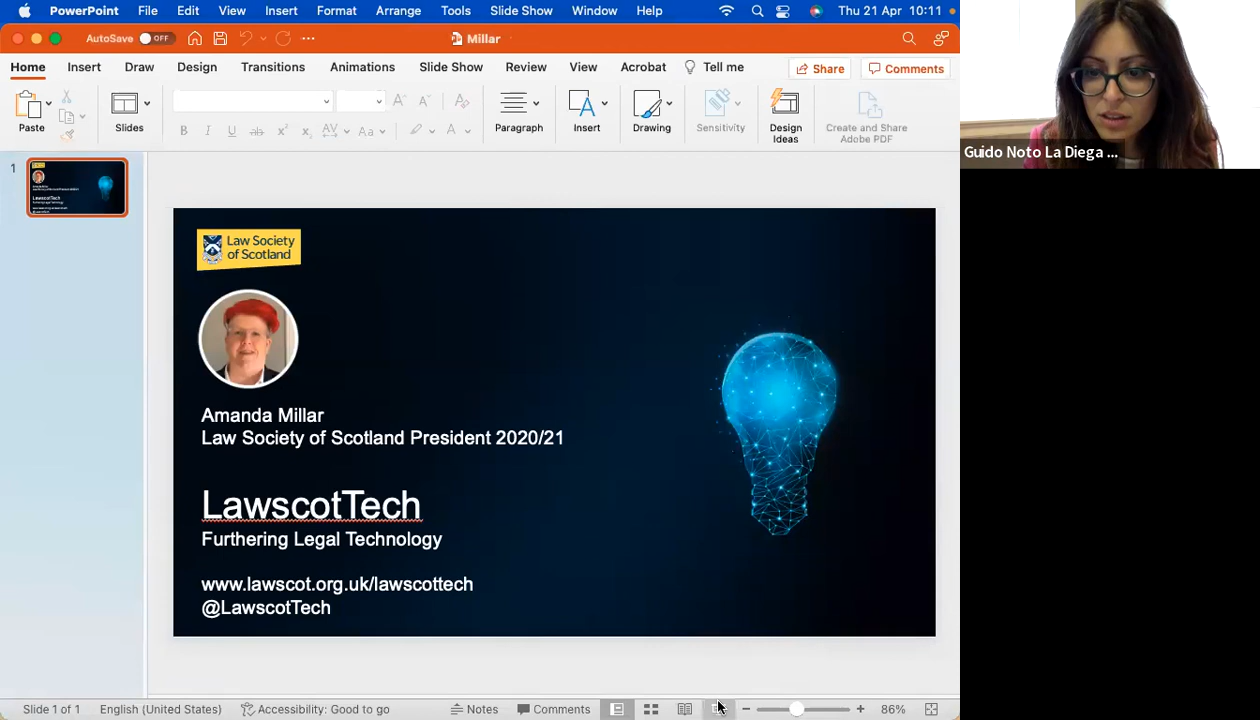 PowerPoint File Edit View Insert Format Arrange Tools Slide Show Window Help Thu 21 Apr 10:11
AutoSave OFF Millar
Home Insert Draw Design Transitions Animations Slide Show Review View Acrobat Tell me Share Comments
Paste Slides Paragraph Insert Drawing Sensitivity Design Ideas Create and Share Adobe PDF
1
Law Society
of Scotland
Amanda Millar
Law Society of Scotland President 2020/21
LawscotTech
Furthering Legal Technology
www.lawscot.org.uk/lawscottech
@LawscotTech
Slide 1 of 1 English (United States) Accessibility: Good to go Notes Comments 86%
Guido Noto La Diega ...